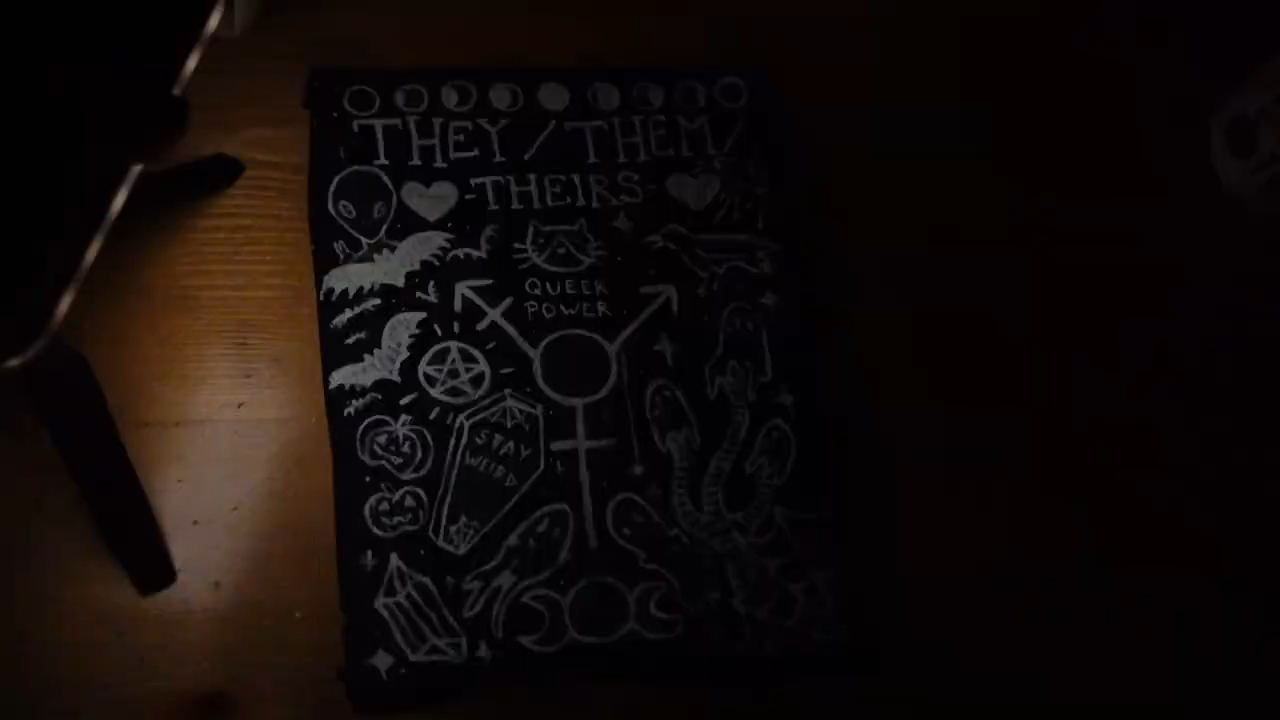 THEY/THEM/
-THEIRS-
QUEER
POWER
STAY
WEIRD